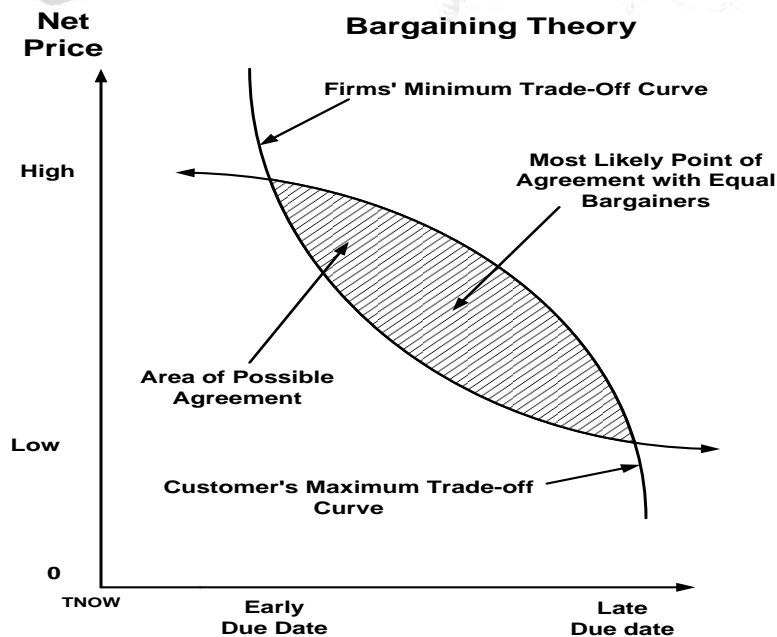 Net
Price
Bargaining Theory
Firms' Minimum Trade-Off Curve
High
Most Likely Point of
Agreement with Equal
Bargainers
Area of Possible
Agreement
Low
Customer's Maximum Trade-off
Curve
0
TNOW
Early
Due Date
Late
Due date